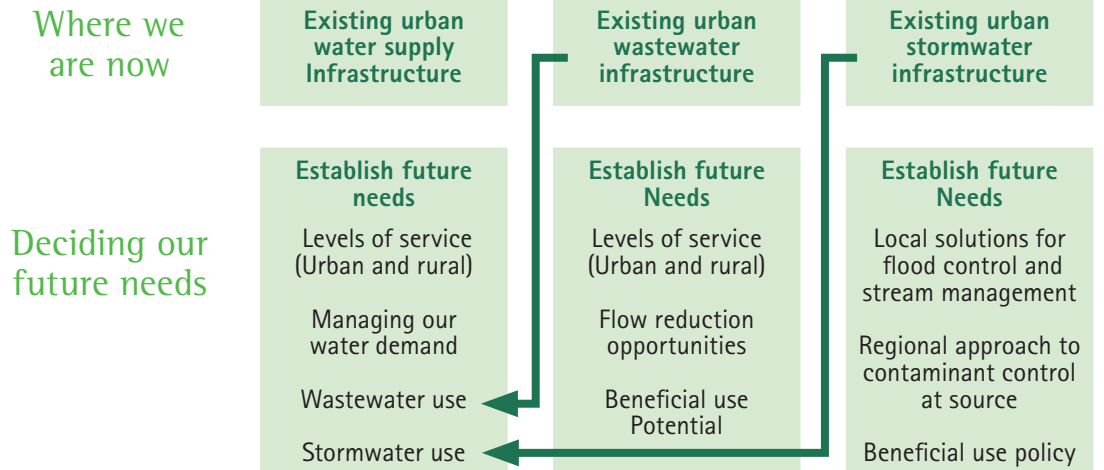 Where we
are now
Existing urban
water supply
Infrastructure
Existing urban
wastewater
infrastructure
Existing urban
stormwater
infrastructure
Deciding our
future needs
Establish future
needs
Levels of service
(Urban and rural)
Managing our
water demand
Wastewater use
Stormwater use
Establish future
Needs
Levels of service
(Urban and rural)
Flow reduction
opportunities
Beneficial use
Potential
Establish future
Needs
Local solutions for
flood control and
stream management
Regional approach to
contaminant control
at source
Beneficial use policy